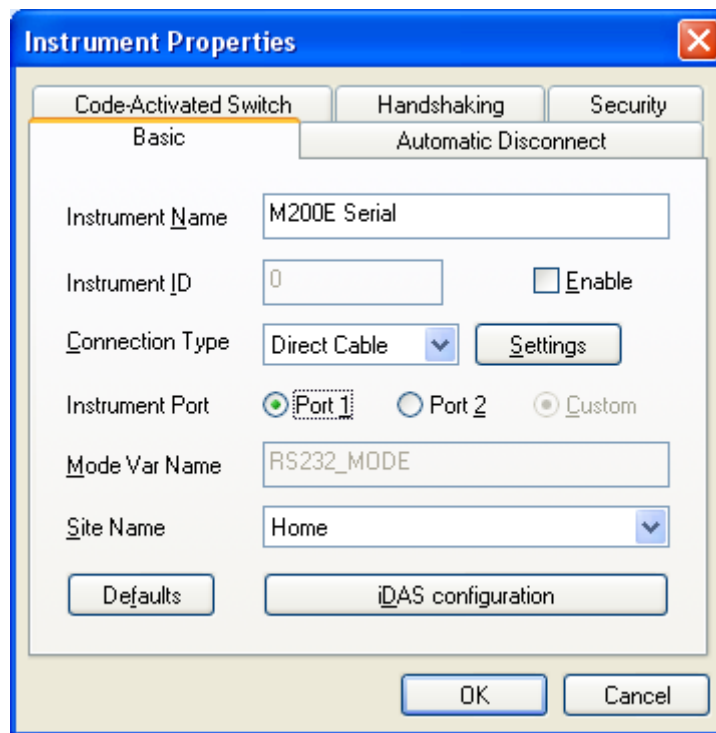 Instrument Properties
Code-Activated Switch Handshaking Security
Basic Automatic Disconnect
Instrument Name M200E Serial
Instrument ID 0 Enable
Connection Type Direct Cable Settings
Instrument Port Port 1 Port 2 Custom
Mode Var Name RS232_MODE
Site Name Home
Defaults iDAS configuration
OK Cancel